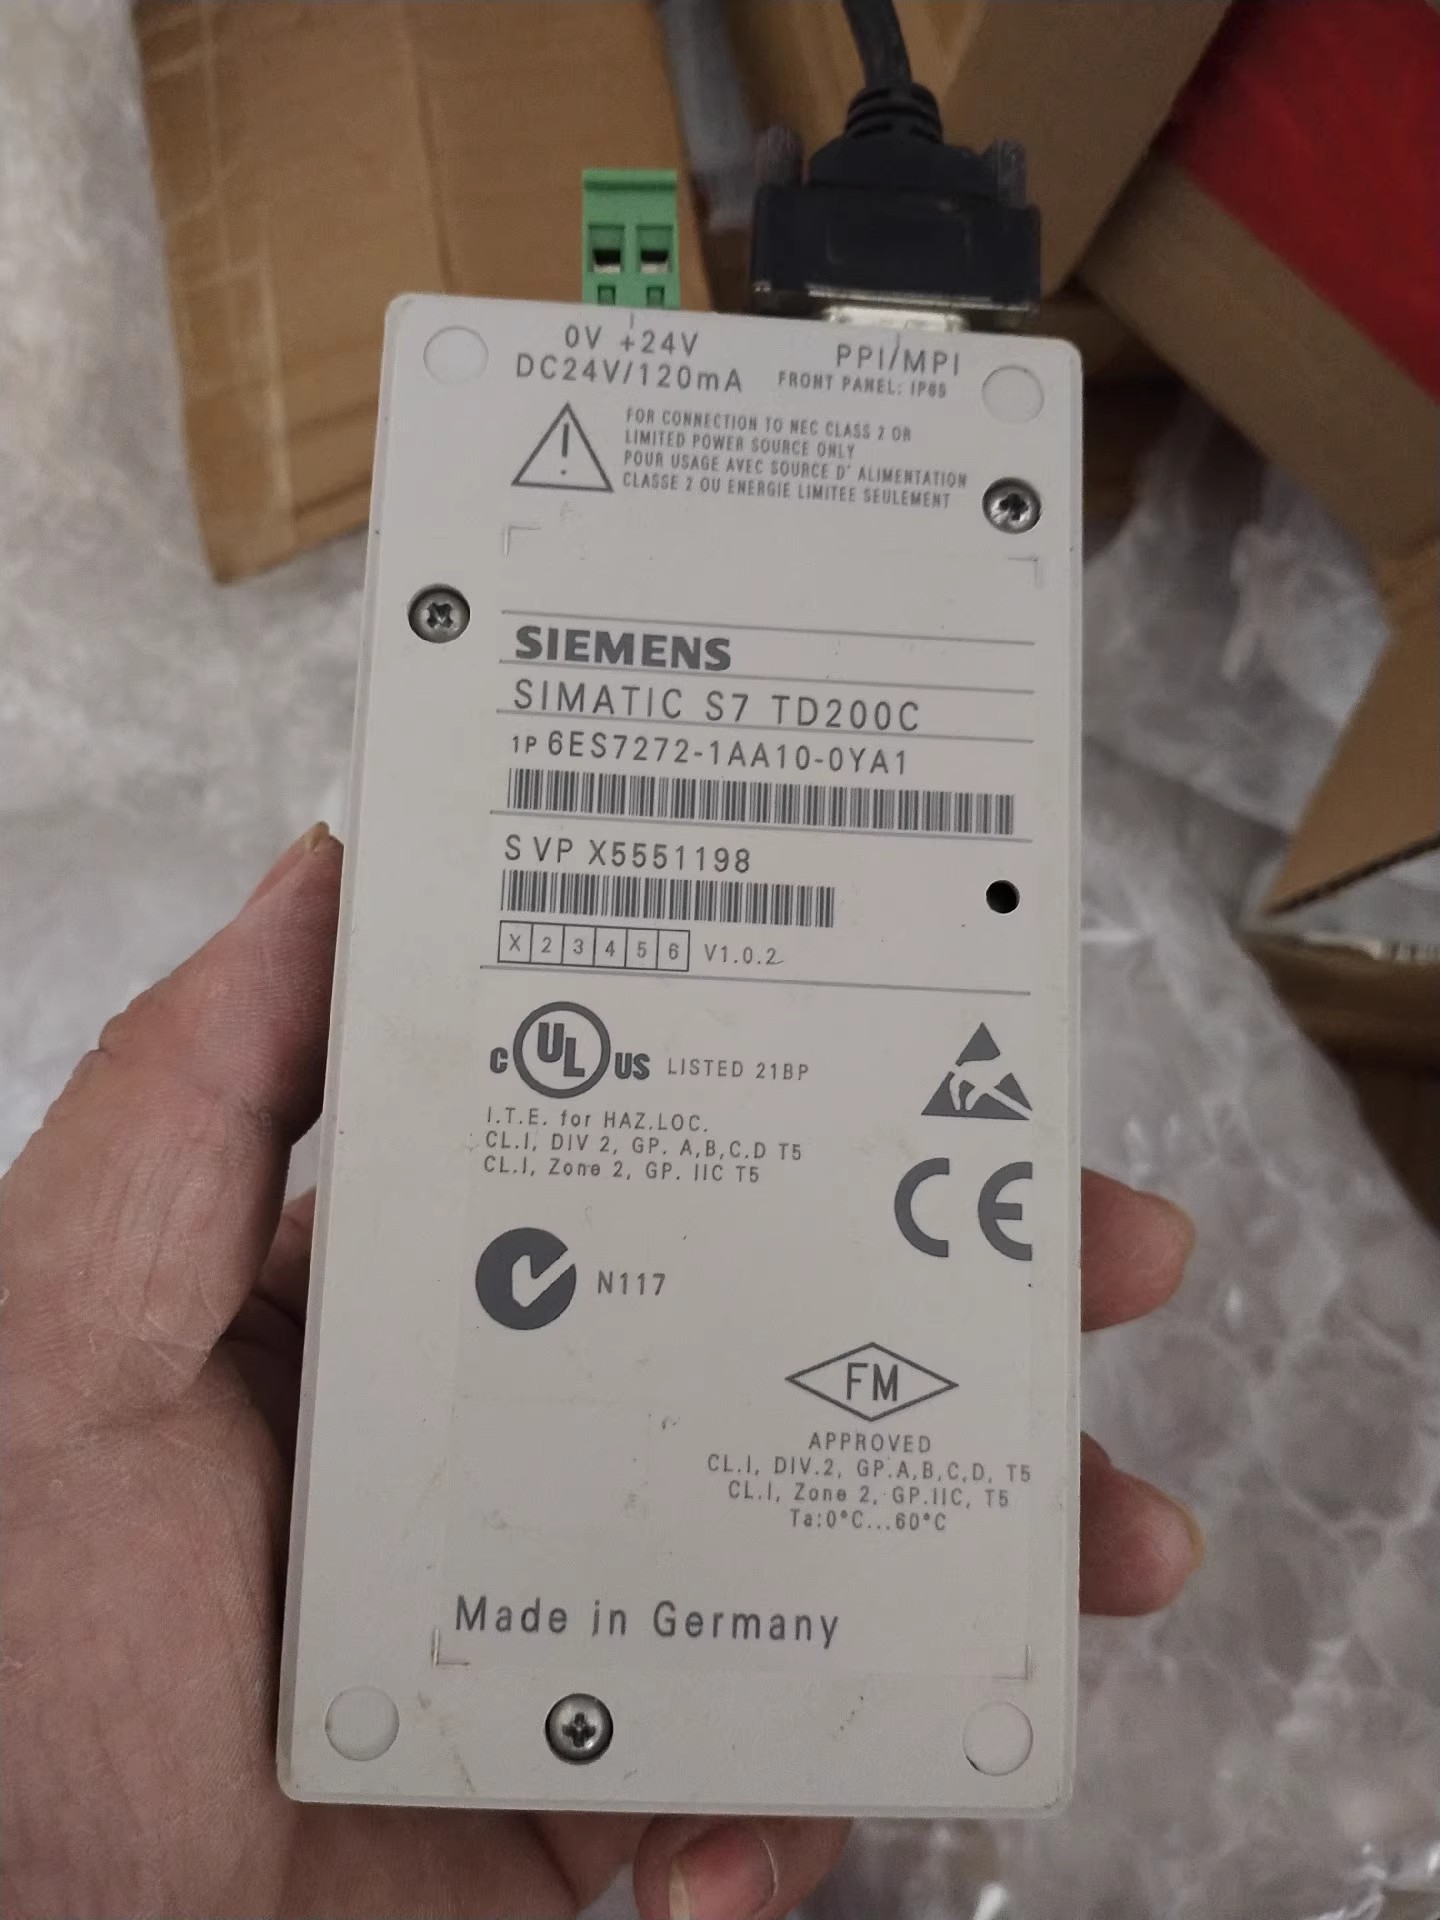 0V +24V
DC24V/120mA
PPI/MPI
FRONT PANEL: IP65
FOR CONNECTION TO NEC CLASS 2 OR
LIMITED POWER SOURCE ONLY
POUR USAGE AVEC SOURCE D' ALIMENTATION
CLASSE 2 OU ENERGIE LIMITEE SEULEMENT
SIEMENS
SIMATIC S7 TD200C
1P 6ES7272-1AA10-0YA1
S VP X5551198
X 2 3 4 5 6 V1.0.2
C UL US LISTED 21BP
I.T.E. for HAZ.LOC.
CL.I, DIV 2, GP. A,B,C.D T5
CL.I, Zone 2, GP. IIC T5
CE
N117
FM
APPROVED
CL.I, DIV.2, GP.A,B,C,D, T5
CL.I, Zone 2, GP.IIC, T5
Ta:0°C...60°C
Made in Germany